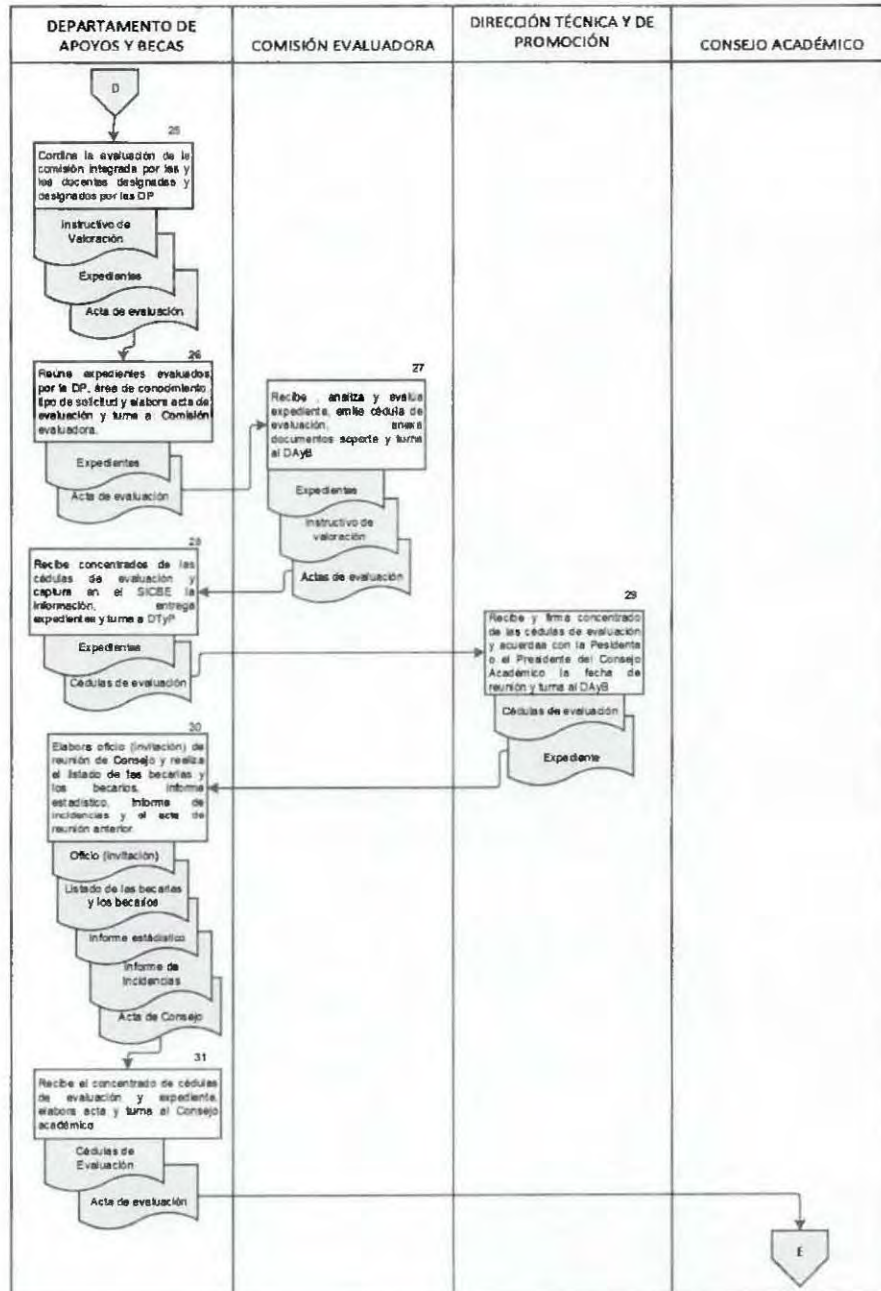 DEPARTAMENTO DE
APOYOS Y BECAS
COMISIÓN EVALUADORA
DIRECCIÓN TÉCNICA Y DE
PROMOCIÓN
CONSEJO ACADÉMICO
D
25
Cordina la evaluación de la
comisión integrada por las y
los docentes designadas y
designados por las DP
Instructivo de
Valoración
Expedientes
Acta de evaluación
26
Reúne expedientes evaluados
por la DP, área de conocimiento,
tipo de solicitud y elabora acta de
evaluación y turna a Comisión
evaluadora.
Expedientes
Acta de evaluación
27
Recibe , analiza y evalúa
expediente, emite cédula de
evaluación, anexa
documentos soporte y turna
al DAyB
Expedientes
Instructivo de
valoración
Actas de evaluación
28
Recibe concentrados de las
cédulas de evaluación y
captura en el SICBE la
información, entrega
expedientes y turna a DTyP
Expedientes
Cédulas de evaluación
29
Recibe y firma concentrado
de las cédulas de evaluación
y acuerdas con la Pesidenta
o el Presidente del Consejo
Académico la fecha de
reunión y turna al DAyB
Cédulas de evaluación
Expediente
30
Elabora oficio (invitación) de
reunión de Consejo y realiza
el listado de las becarias y
los becarios, informe
estadístico, Informe de
incidencias y el acta de
reunión anterior.
Oficio (invitación)
Listado de las becarias
y los becarios
Informe estádistico
Informe de
Incidencias
Acta de Consejo
31
Recibe el concentrado de cédulas
de evaluación y expediente,
elabora acta y turna al Consejo
académico
Cédulas de
Evaluación
Acta de evaluación
E